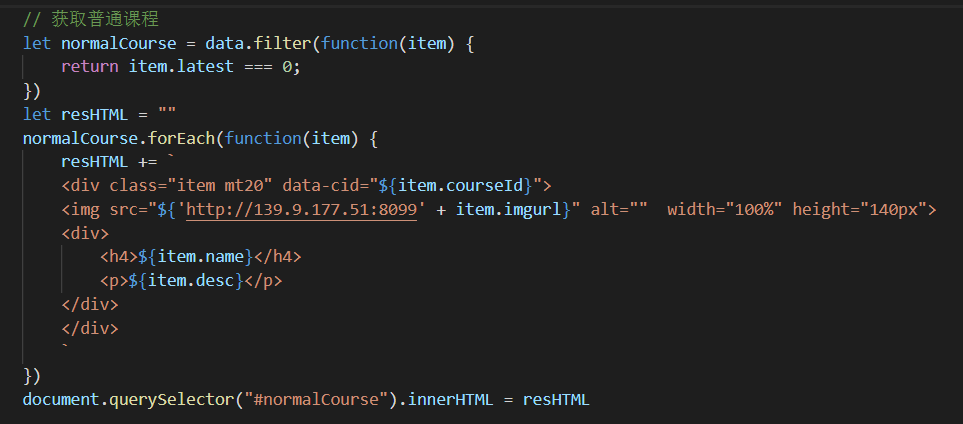 // 获取普通课程
let normalCourse = data.filter(function(item) {
    return item.latest === 0;
})
let resHTML = ""
normalCourse.forEach(function(item) {
    resHTML += `
    <div class="item mt20" data-cid="${item.courseId}">
    <img src="${'http://139.9.177.51:8099' + item.imgurl}" alt=""  width="100%" height="140px">
    <div>
        <h4>${item.name}</h4>
        <p>${item.desc}</p>
    </div>
    </div>
    `
})
document.querySelector("#normalCourse").innerHTML = resHTML